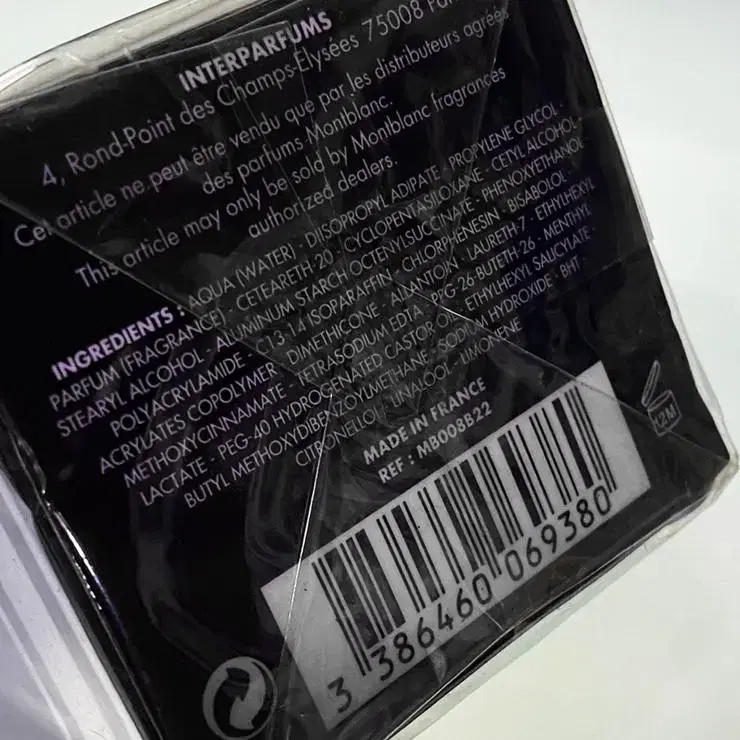 INTERPARFUMS
4, Rond-Point des Champs-Elysées 75008
Cet article ne peut être vendu que par les distributeurs agréés
des parfums Montblanc.
This article may only be sold by Montblanc fragrances
authorized dealers.
INGREDIENTS : AQUA (WATER) · DIISOPROPYL ADIPATE · PROPYLENE GLYCOL ·
PARFUM (FRAGRANCE) · CETEARETH-20 · CYCLOPENTASILOXANE · CETYL ALCOHOL ·
STEARYL ALCOHOL · ALUMINUM STARCH OCTENYLSUCCINATE · PHENOXYETHANOL ·
POLYACRYLAMIDE · C13-14 ISOPARAFFIN · CHLORPHENESIN · BISABOLOL ·
ACRYLATES COPOLYMER · DIMETHICONE · ALLANTOIN · LAURETH-7 · ETHYLHEXYL
METHOXYCINNAMATE · TETRASODIUM EDTA · PPG-26-BUTETH-26 · MENTHYL
LACTATE · PEG-40 HYDROGENATED CASTOR OIL · ETHYLHEXYL SALICYLATE ·
BUTYL METHOXYDIBENZOYLMETHANE · SODIUM HYDROXIDE · BHT ·
CITRONELLOL · LINALOOL · LIMONENE
MADE IN FRANCE
REF : MB008B22
12M
3 386460 069380